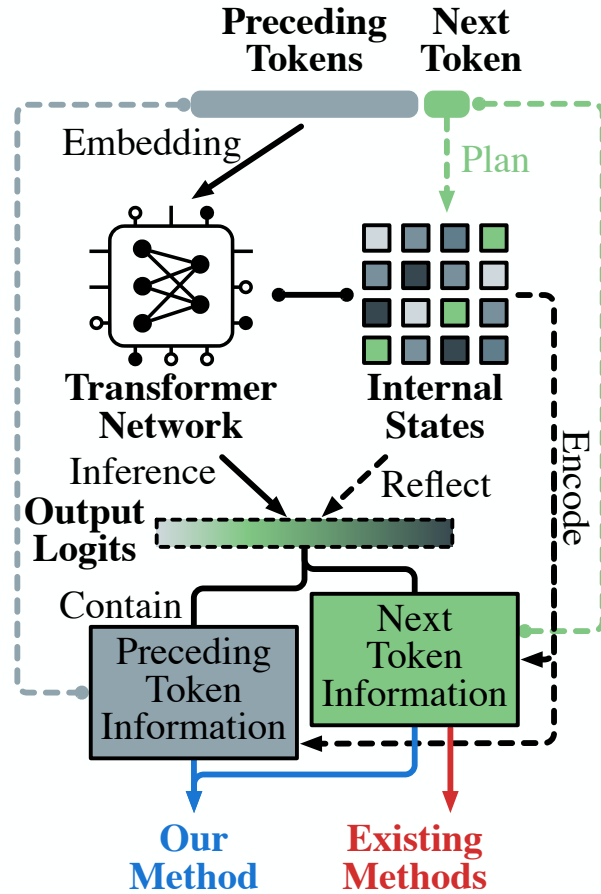 Preceding
Tokens
Next
Token
Embedding
Plan
Transformer
Network
Internal
States
Inference
Reflect
Encode
Output
Logits
Contain
Preceding
Token
Information
Next
Token
Information
Our
Method
Existing
Methods